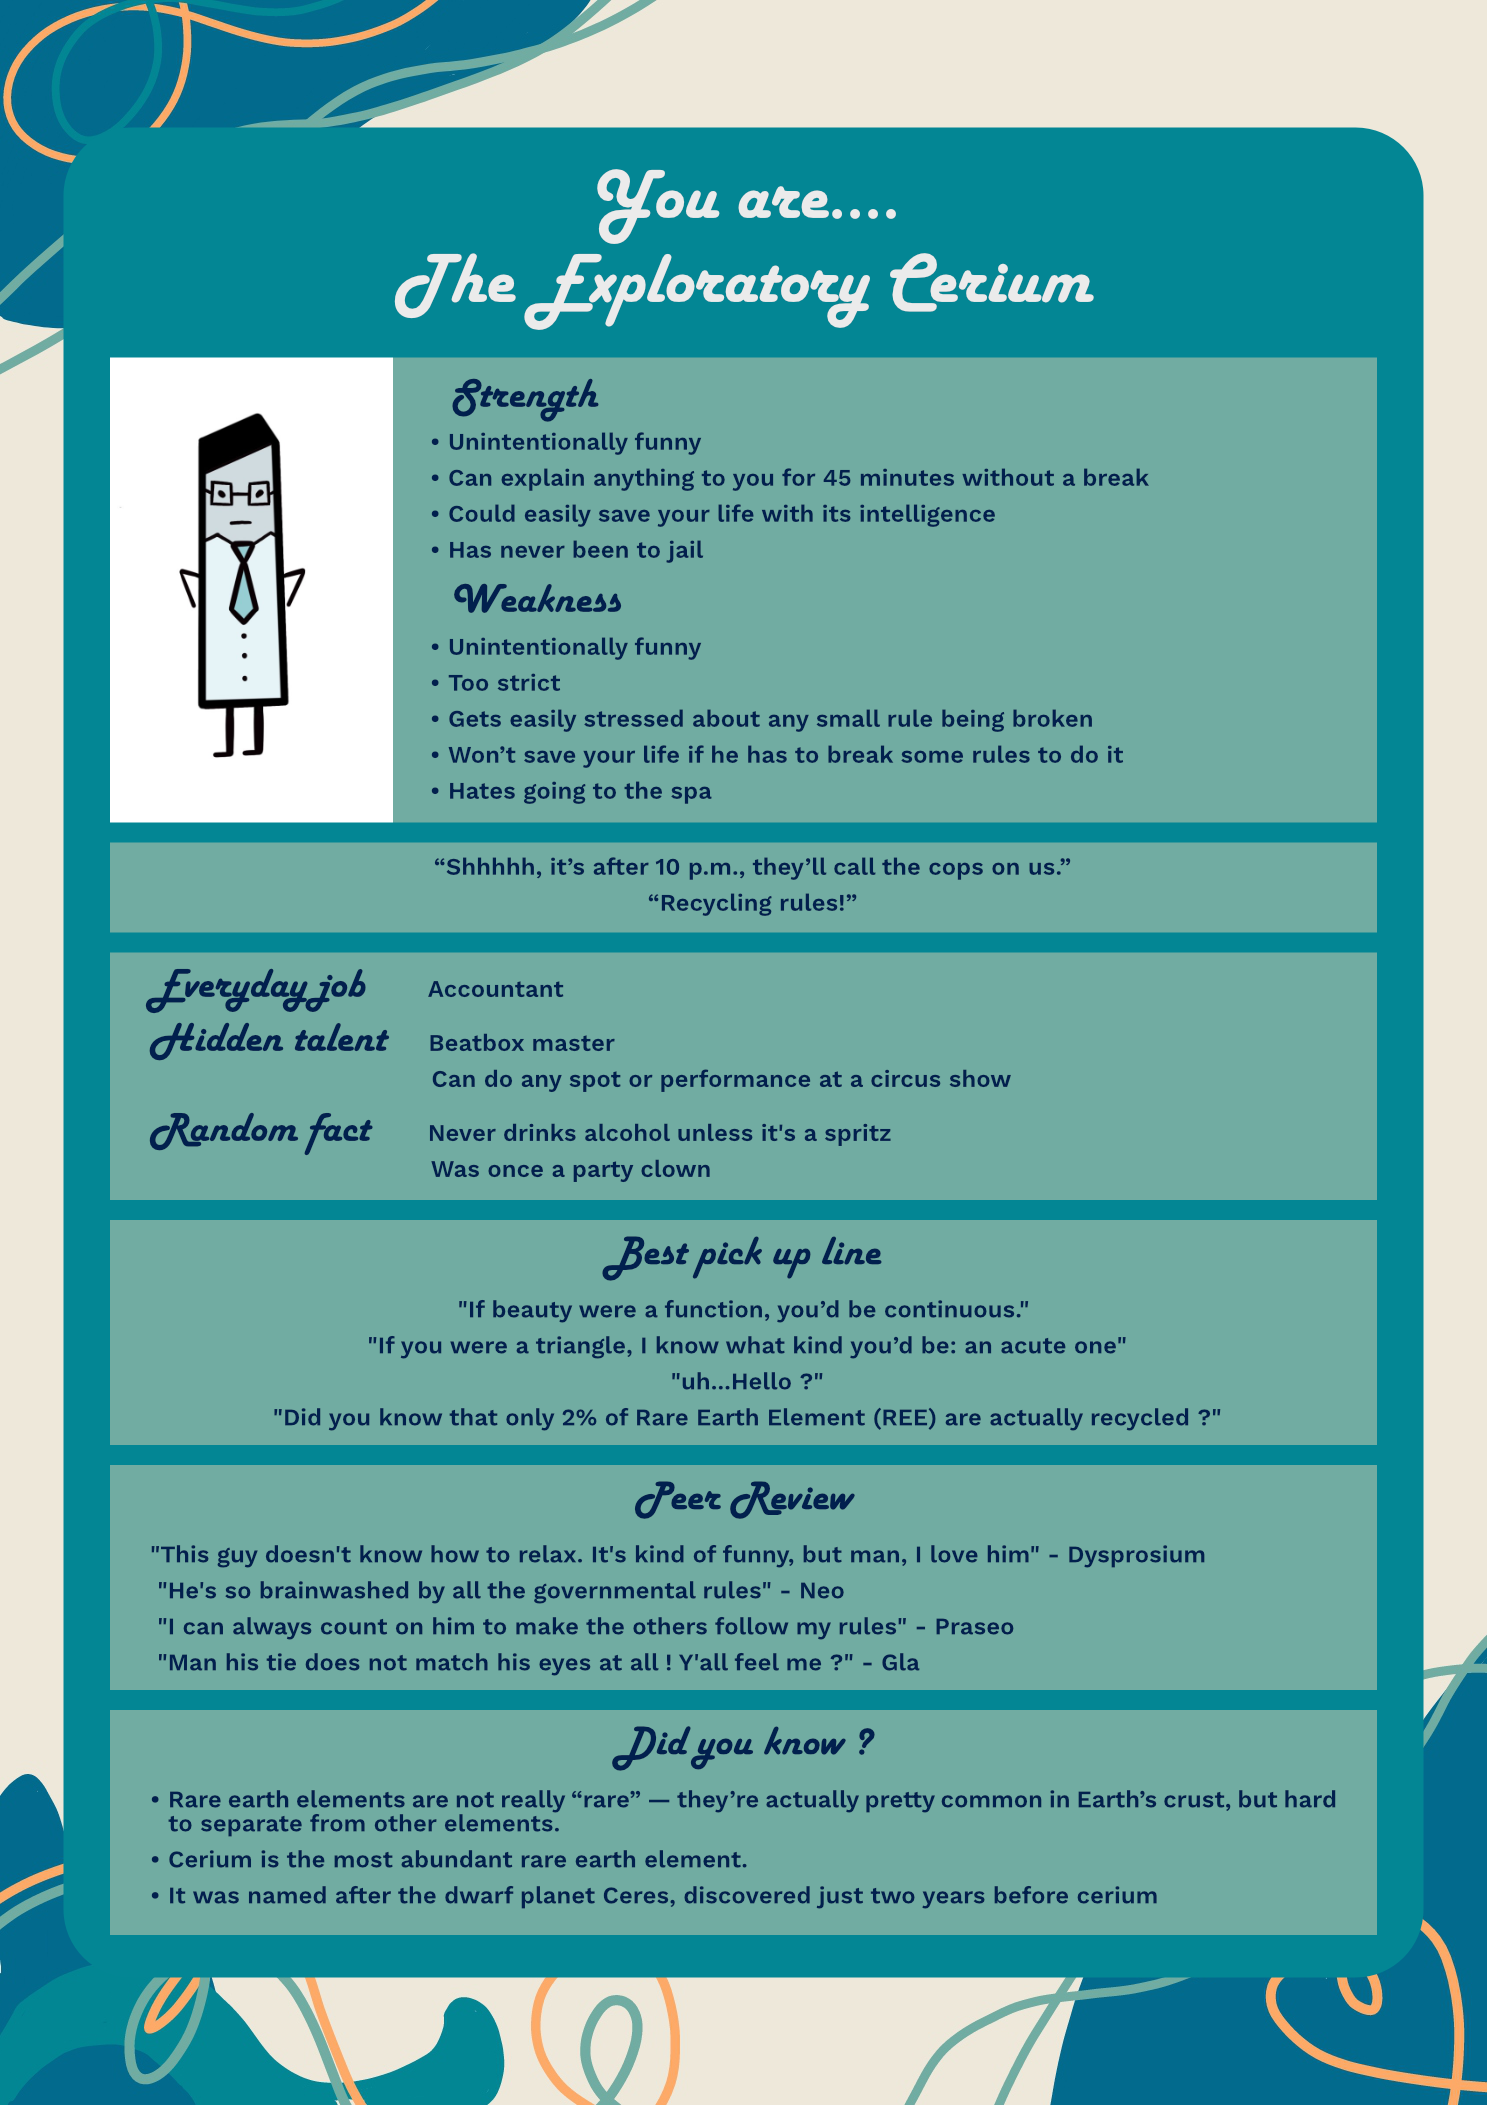 You are....
The Exploratory Cerium
Strength
• Unintentionally funny
• Can explain anything to you for 45 minutes without a break
• Could easily save your life with its intelligence
• Has never been to jail
Weakness
• Unintentionally funny
• Too strict
• Gets easily stressed about any small rule being broken
• Won’t save your life if he has to break some rules to do it
• Hates going to the spa
“Shhhhh, it’s after 10 p.m., they’ll call the cops on us.”
“Recycling rules!”
Everyday job Accountant
Hidden talent Beatbox master
Can do any spot or performance at a circus show
Random fact Never drinks alcohol unless it's a spritz
Was once a party clown
Best pick up line
"If beauty were a function, you’d be continuous."
"If you were a triangle, I know what kind you’d be: an acute one"
"uh...Hello ?"
"Did you know that only 2% of Rare Earth Element (REE) are actually recycled ?"
Peer Review
"This guy doesn't know how to relax. It's kind of funny, but man, I love him" - Dysprosium
"He's so brainwashed by all the governmental rules" - Neo
"I can always count on him to make the others follow my rules" - Praseo
"Man his tie does not match his eyes at all ! Y'all feel me ?" - Gla
Did you know ?
• Rare earth elements are not really “rare” — they’re actually pretty common in Earth’s crust, but hard
to separate from other elements.
• Cerium is the most abundant rare earth element.
• It was named after the dwarf planet Ceres, discovered just two years before cerium